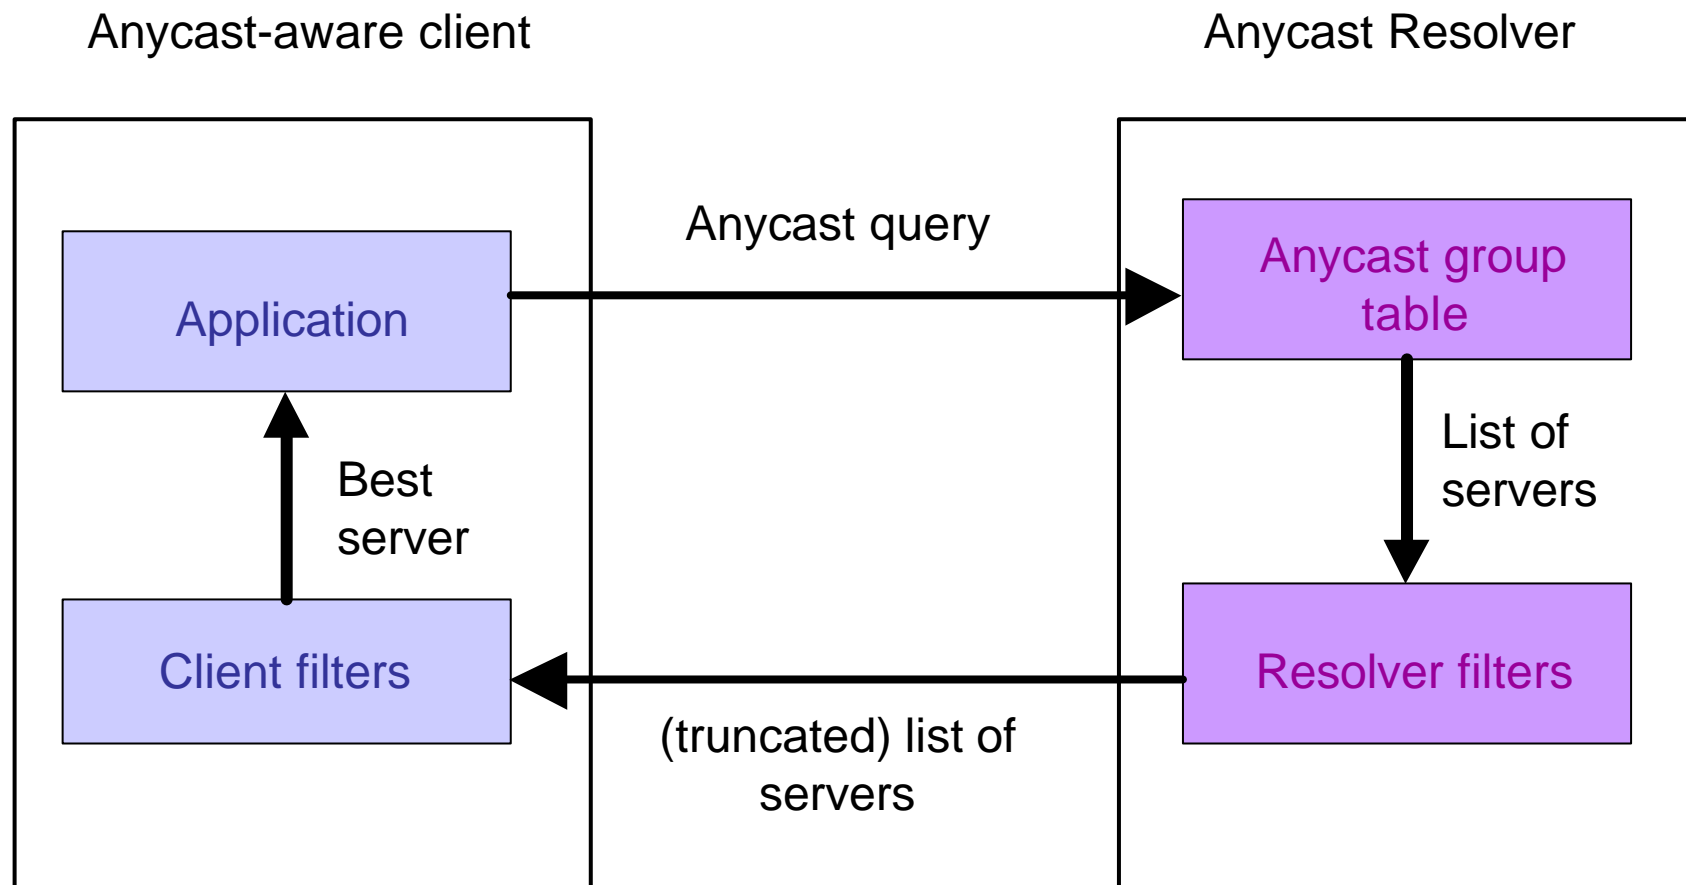 Anycast-aware client
Anycast Resolver
Anycast query
Application
Anycast group
table
Best
server
List of
servers
Client filters
Resolver filters
(truncated) list of
servers